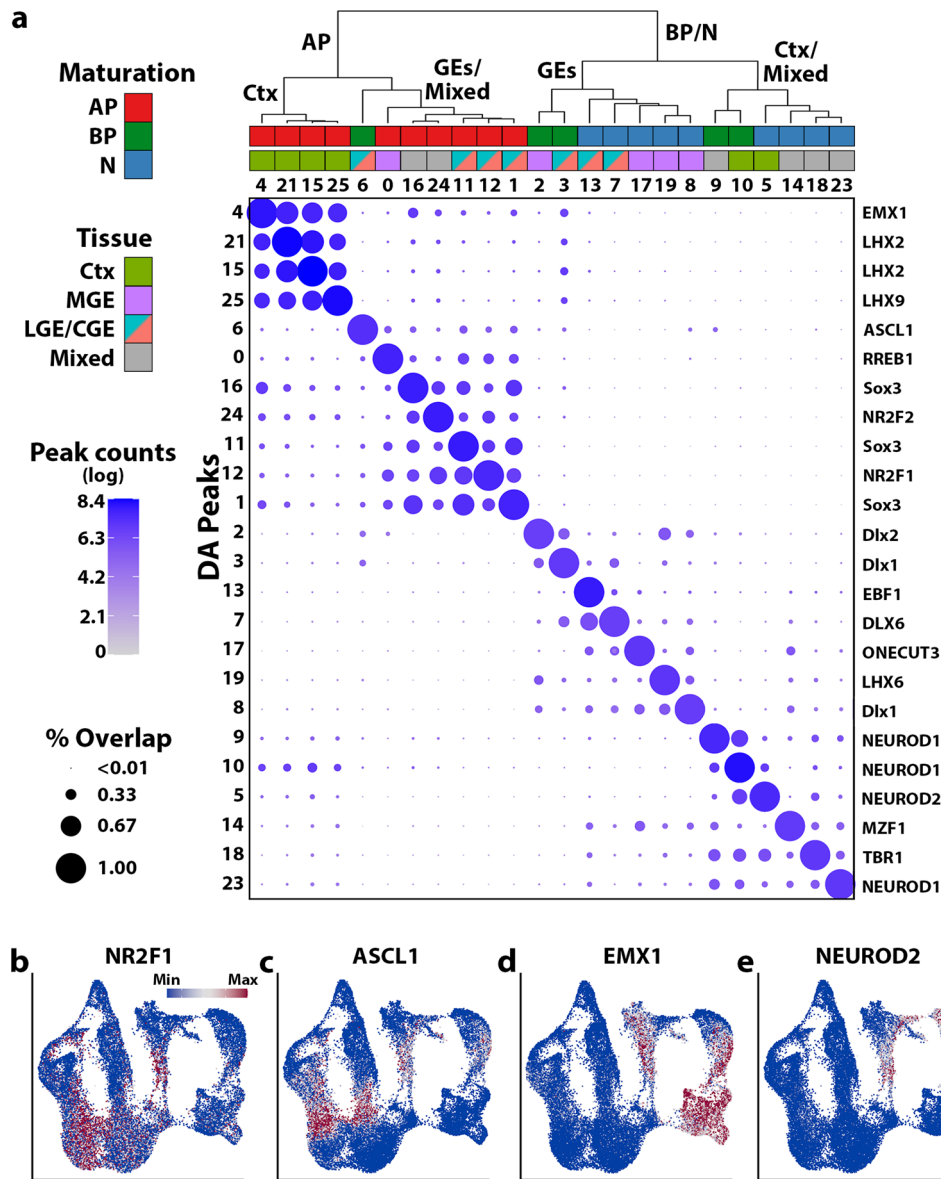 a
AP
BP/N
Maturation
AP
BP
N
Ctx
GEs/
Mixed
GEs
Ctx/
Mixed
4 21 15 25 6 0 16 24 11 12 1 2 3 13 7 17 19 8 9 10 5 14 18 23
Tissue
Ctx
MGE
LGE/CGE
Mixed
Peak counts
(log)
8.4
6.3
4.2
2.1
0
% Overlap
<0.01
0.33
0.67
1.00
DA Peaks
4 EMX1
21 LHX2
15 LHX2
25 LHX9
6 ASCL1
0 RREB1
16 Sox3
24 NR2F2
11 Sox3
12 NR2F1
1 Sox3
2 Dlx2
3 Dlx1
13 EBF1
7 DLX6
17 ONECUT3
19 LHX6
8 Dlx1
9 NEUROD1
10 NEUROD1
5 NEUROD2
14 MZF1
18 TBR1
23 NEUROD1
b NR2F1
Min Max
c ASCL1
d EMX1
e NEUROD2